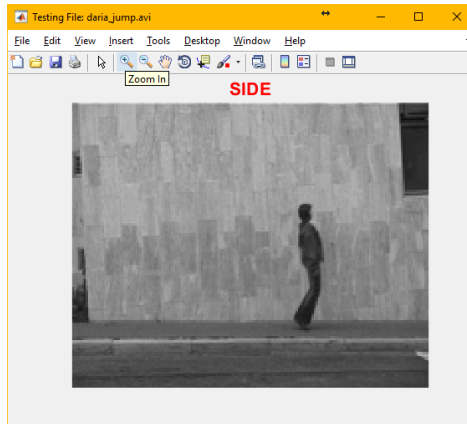 Testing File: daria_jump.avi
File Edit View Insert Tools Desktop Window Help
Zoom In
SIDE